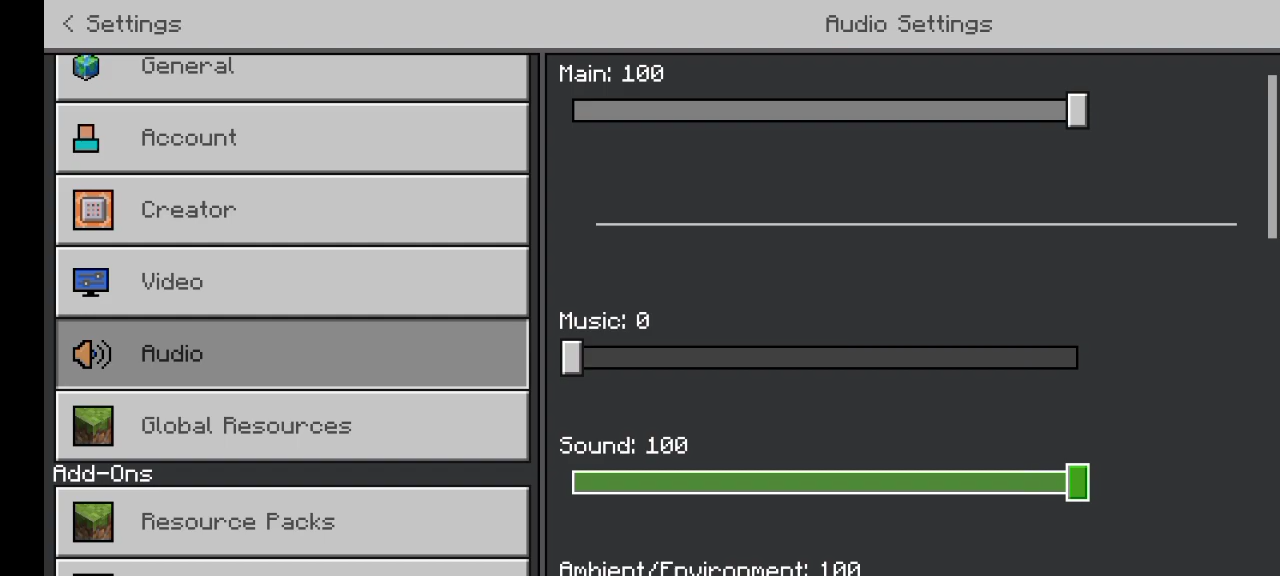 < Settings
Audio Settings
General
Account
Creator
Video
Audio
Global Resources
Add-Ons
Resource Packs
Main: 100
Music: 0
Sound: 100
Ambient/Environment: 100